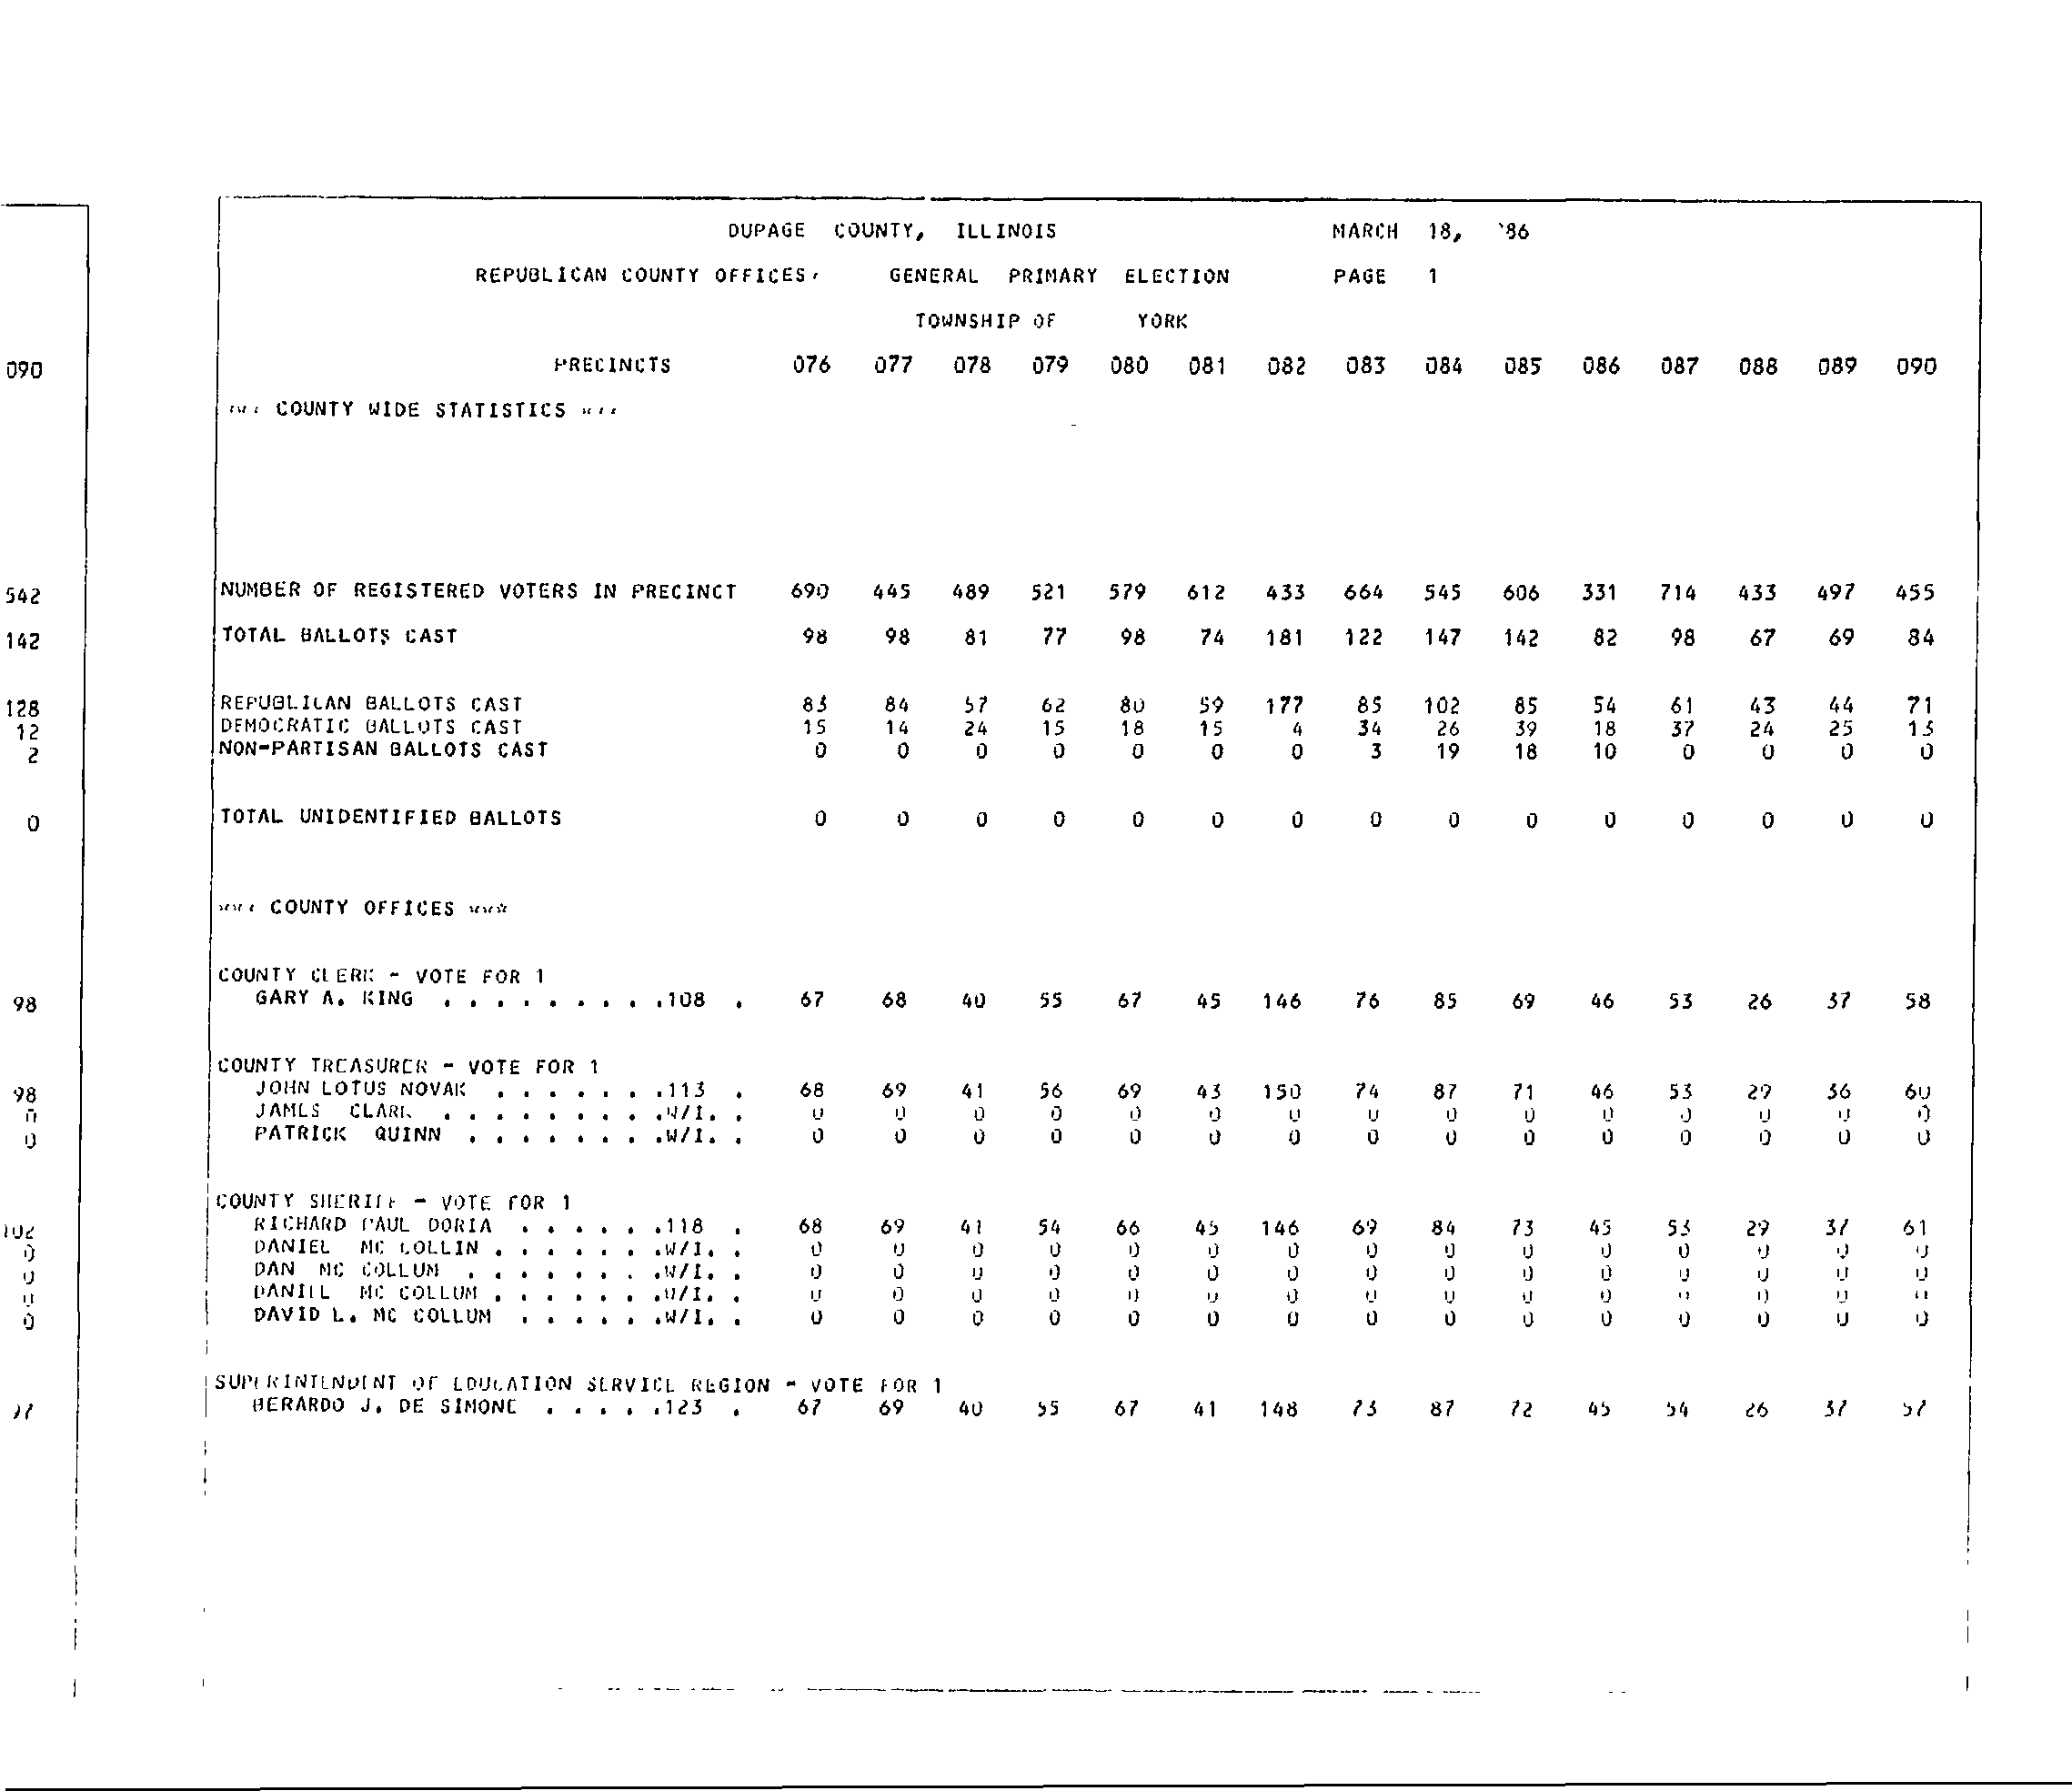 DUPAGE COUNTY, ILLINOIS MARCH 18, '86
REPUBLICAN COUNTY OFFICES, GENERAL PRIMARY ELECTION PAGE 1
TOWNSHIP OF YORK
090
PRECINCTS 076 077 078 079 080 081 082 083 084 085 086 087 088 089 090
*** COUNTY WIDE STATISTICS ***
542
NUMBER OF REGISTERED VOTERS IN PRECINCT 690 445 489 521 579 612 433 664 545 606 331 714 433 497 455
142
TOTAL BALLOTS CAST 98 98 81 77 98 74 181 122 147 142 82 98 67 69 84
128
REPUBLICAN BALLOTS CAST 83 84 57 62 80 59 177 85 102 85 54 61 43 44 71
12
DEMOCRATIC BALLOTS CAST 15 14 24 15 18 15 4 34 26 39 18 37 24 25 13
2
NON-PARTISAN BALLOTS CAST 0 0 0 0 0 0 0 3 19 18 10 0 0 0 0
0
TOTAL UNIDENTIFIED BALLOTS 0 0 0 0 0 0 0 0 0 0 0 0 0 0 0
*** COUNTY OFFICES ***
COUNTY CLERK - VOTE FOR 1
98
GARY A. KING . . . . . . . . .108 . 67 68 40 55 67 45 146 76 85 69 46 53 26 37 58
COUNTY TREASURER - VOTE FOR 1
98
JOHN LOTUS NOVAK . . . . . . .113 . 68 69 41 56 69 43 150 74 87 71 46 53 29 36 60
0
JAMES CLARK . . . . . . . . .W/I. . 0 0 0 0 0 0 0 0 0 0 0 0 0 0 0
0
PATRICK QUINN . . . . . . . .W/I. . 0 0 0 0 0 0 0 0 0 0 0 0 0 0 0
COUNTY SHERIFF - VOTE FOR 1
102
RICHARD PAUL DORIA . . . . . .118 . 68 69 41 54 66 45 146 69 84 73 45 53 29 37 61
0
DANIEL MC COLLIN . . . . . . .W/I. . 0 0 0 0 0 0 0 0 0 0 0 0 0 0 0
0
DAN MC COLLUM . . . . . . . .W/I. . 0 0 0 0 0 0 0 0 0 0 0 0 0 0 0
0
DANIEL MC COLLUM . . . . . . .W/I. . 0 0 0 0 0 0 0 0 0 0 0 0 0 0 0
0
DAVID L. MC COLLUM . . . . . .W/I. . 0 0 0 0 0 0 0 0 0 0 0 0 0 0 0
SUPERINTENDENT OF EDUCATION SERVICE REGION - VOTE FOR 1
97
BERARDO J. DE SIMONE . . . . .123 . 67 69 40 55 67 41 148 73 87 72 45 54 26 37 57